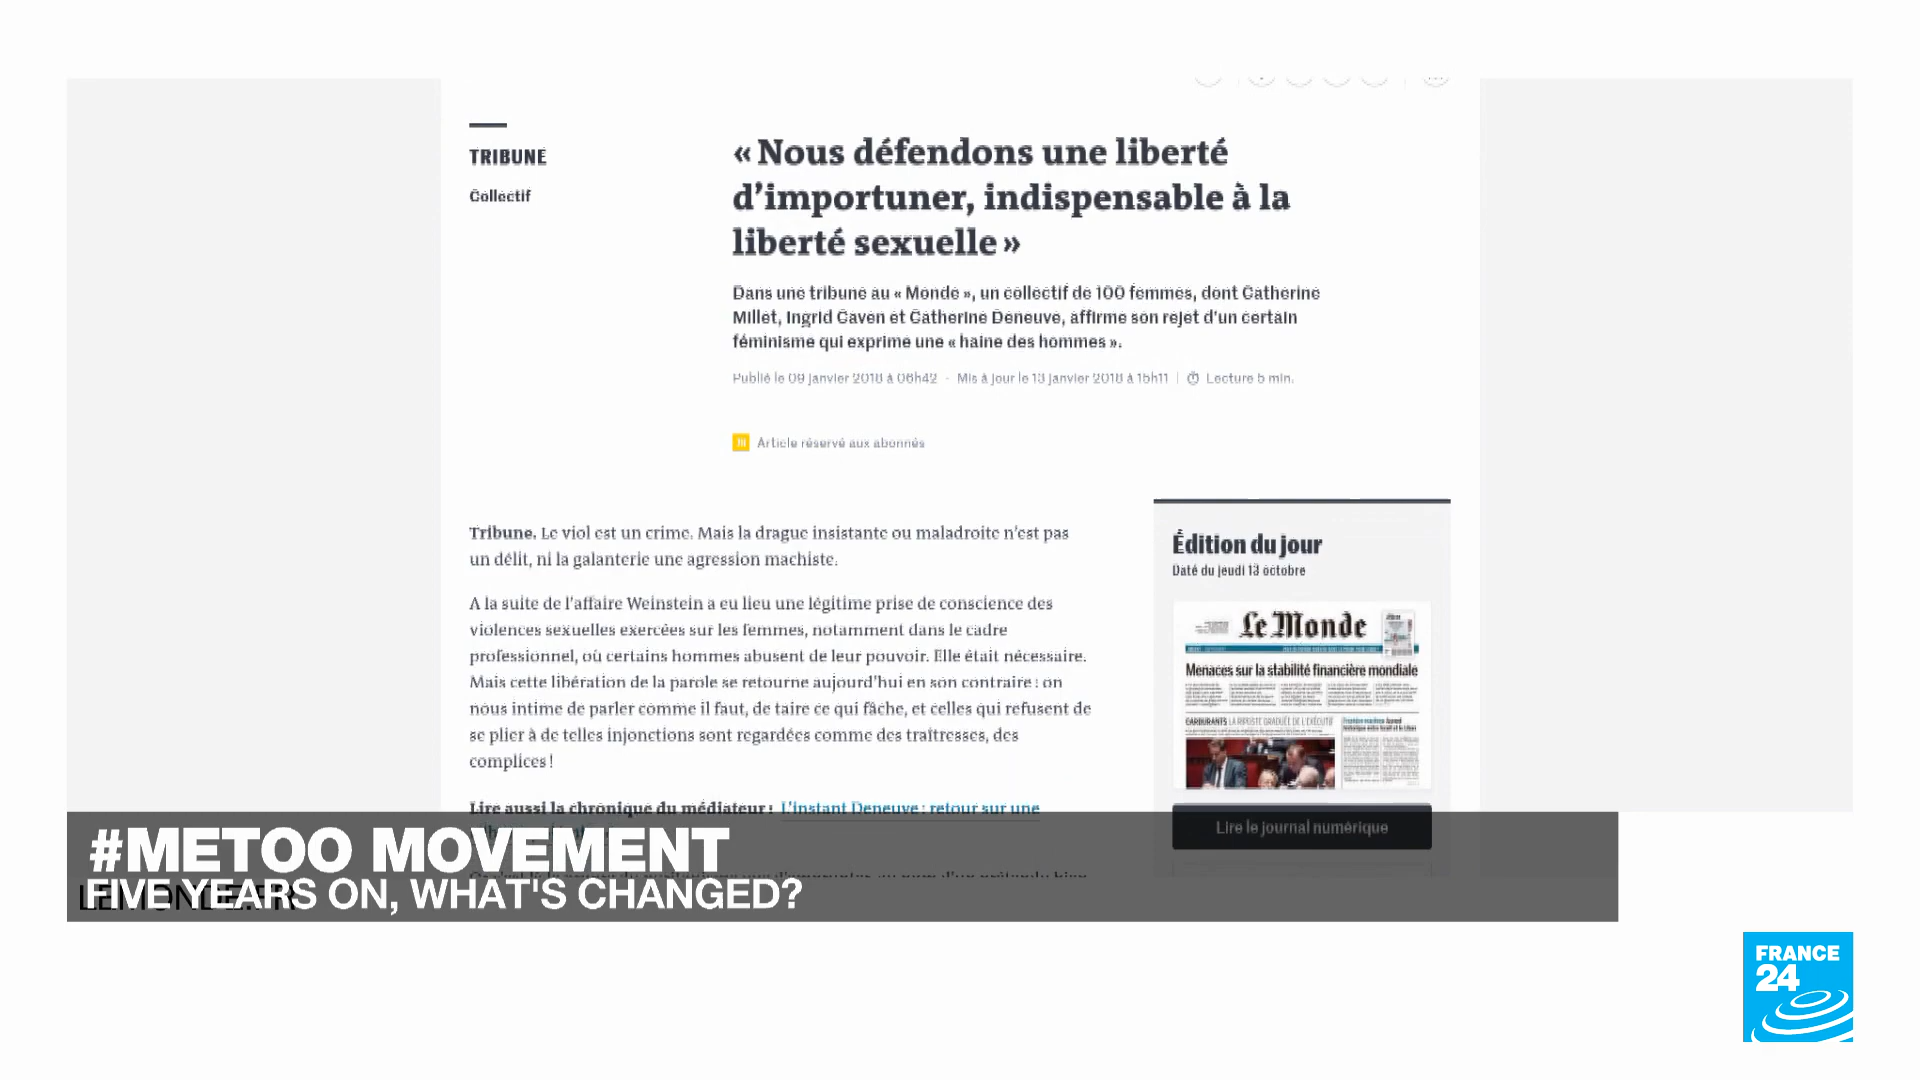 TRIBUNE
Collectif
« Nous défendons une liberté
d’importuner, indispensable à la
liberté sexuelle »
Dans une tribune au « Monde », un collectif de 100 femmes, dont Catherine
Millet, Ingrid Caven et Catherine Deneuve, affirme son rejet d’un certain
féminisme qui exprime une « haine des hommes ».
Publié le 09 janvier 2018 à 06h42 - Mis à jour le 13 janvier 2018 à 15h11 | Lecture 5 min.
Article réservé aux abonnés
Tribune. Le viol est un crime. Mais la drague insistante ou maladroite n’est pas
un délit, ni la galanterie une agression machiste.
A la suite de l’affaire Weinstein a eu lieu une légitime prise de conscience des
violences sexuelles exercées sur les femmes, notamment dans le cadre
professionnel, où certains hommes abusent de leur pouvoir. Elle était nécessaire.
Mais cette libération de la parole se retourne aujourd’hui en son contraire : on
nous intime de parler comme il faut, de taire ce qui fâche, et celles qui refusent de
se plier à de telles injonctions sont regardées comme des traîtresses, des
complices !
Lire aussi la chronique du médiateur : L’instant Deneuve : retour sur une
Édition du jour
Daté du jeudi 13 octobre
Le Monde
Menaces sur la stabilité financière mondiale
CARBURANTS LA RIPOSTE GRADUÉE DE L’EXÉCUTIF
Lire le journal numérique
#METOO MOVEMENT
FIVE YEARS ON, WHAT'S CHANGED?
LEMONDE.FR
FRANCE
24